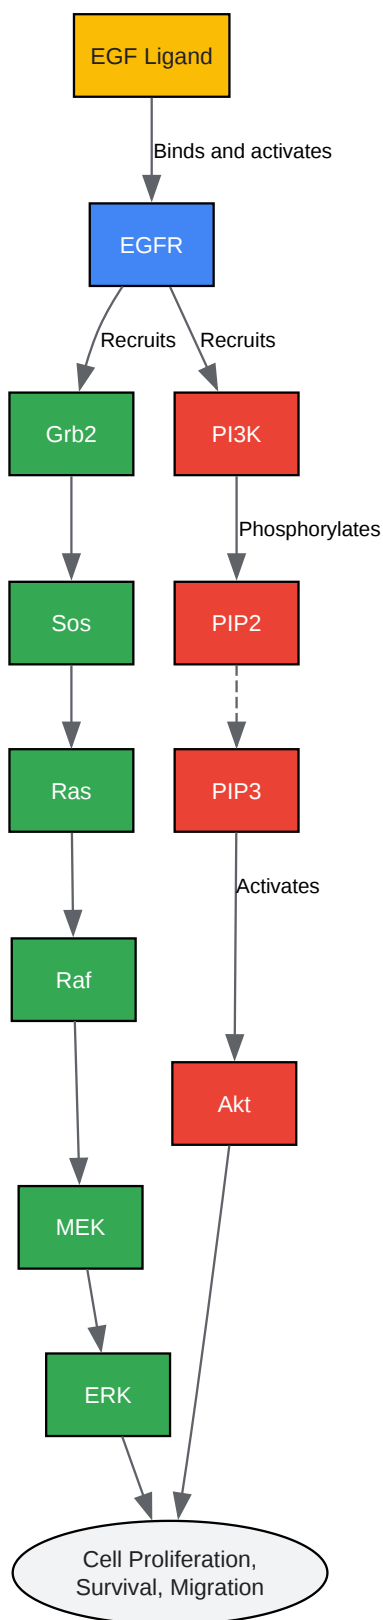 EGF Ligand
Binds and activates
EGFR
Recruits
Recruits
Grb2
PI3K
Phosphorylates
Sos
PIP2
Ras
PIP3
Activates
Raf
Akt
MEK
ERK
Cell Proliferation,
Survival, Migration